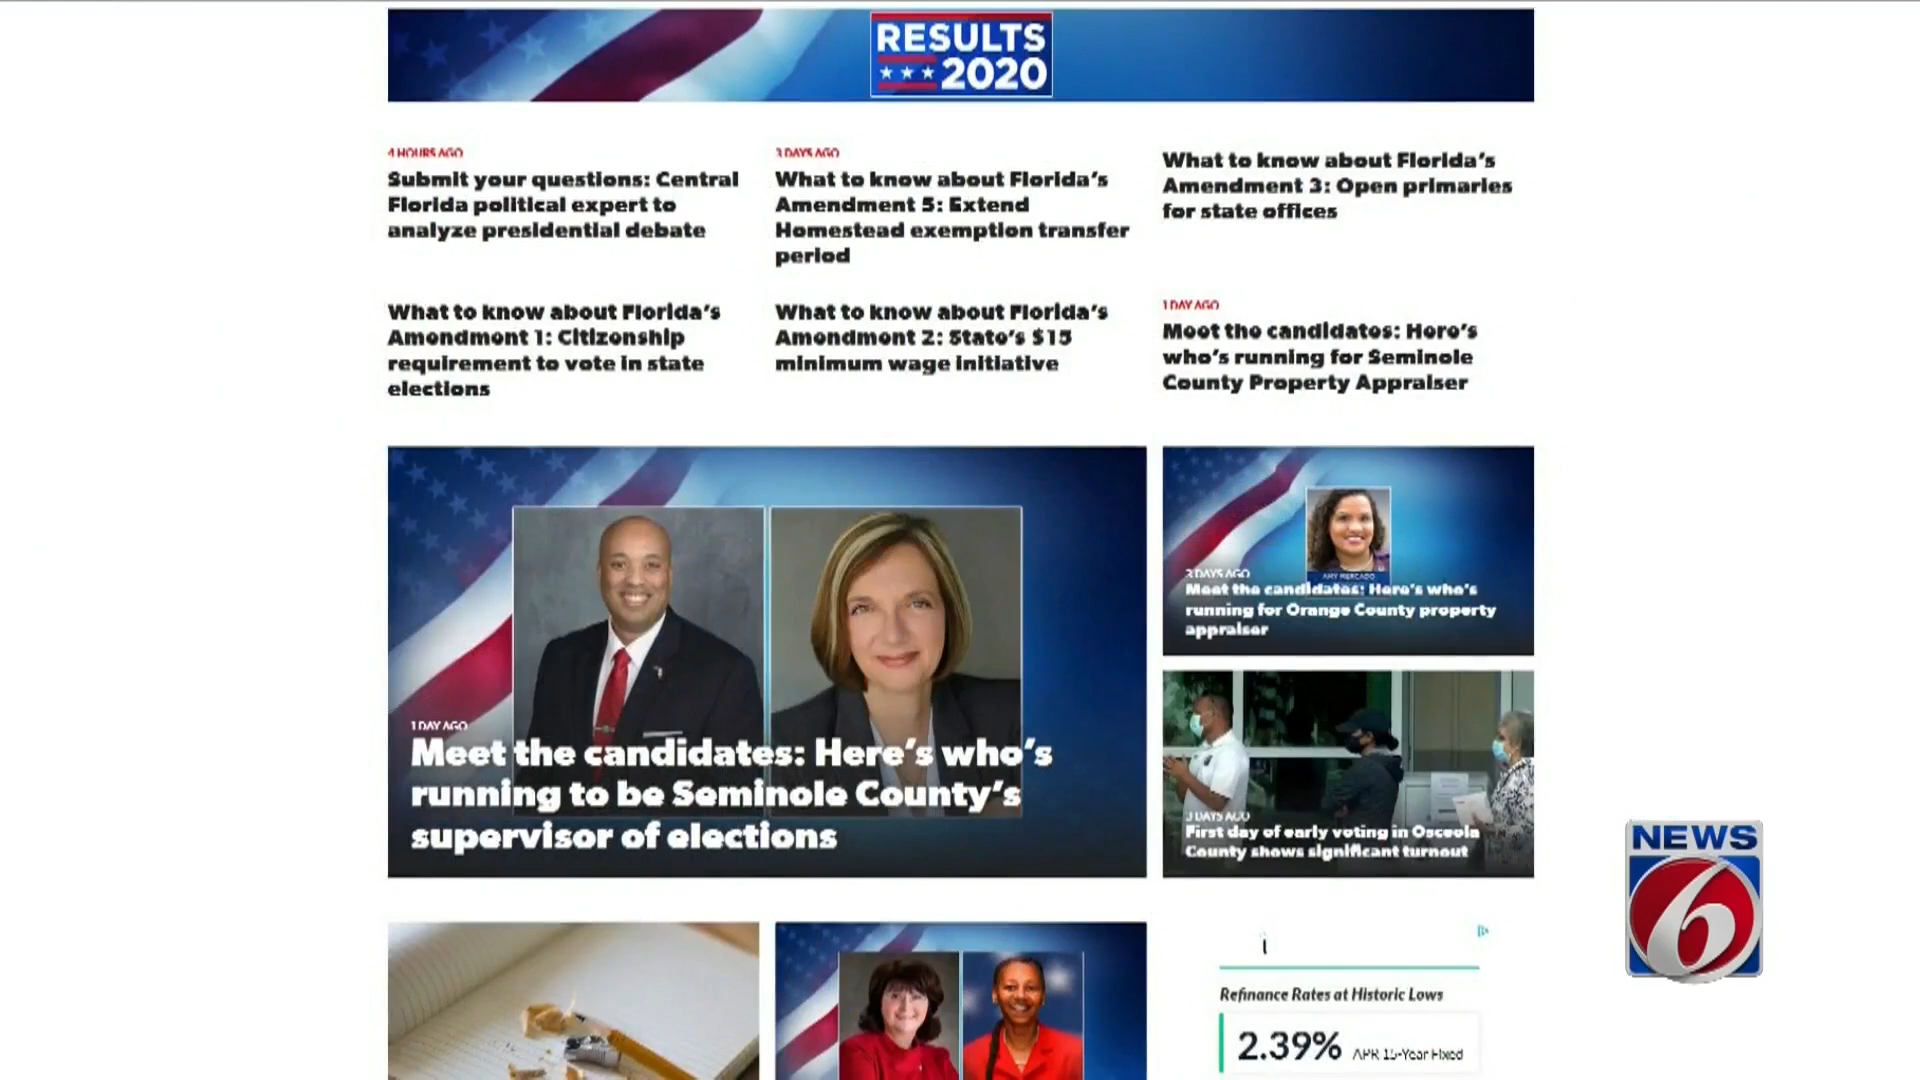 RESULTS
2020
4 HOURS AGO
Submit your questions: Central
Florida political expert to
analyze presidential debate
3 DAYS AGO
What to know about Florida's
Amendment 5: Extend
Homestead exemption transfer
period
What to know about Florida's
Amendment 3: Open primaries
for state offices
What to know about Florida's
Amendment 1: Citizenship
requirement to vote in state
elections
What to know about Florida's
Amendment 2: State's $15
minimum wage initiative
1 DAY AGO
Meet the candidates: Here's
who's running for Seminole
County Property Appraiser
1 DAY AGO
Meet the candidates: Here's who's
running to be Seminole County's
supervisor of elections
AMY MERCADO
3 DAYS AGO
Meet the candidates: Here's who's
running for Orange County property
appraiser
3 DAYS AGO
First day of early voting in Osceola
County shows significant turnout
NEWS
6
Refinance Rates at Historic Lows
2.39% APR 15-Year Fixed